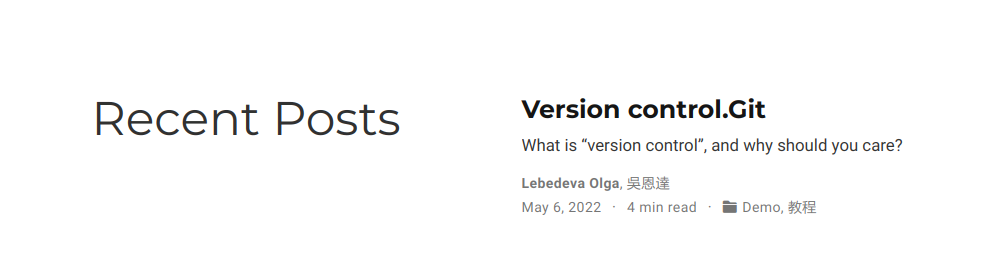 Recent Posts
Version control.Git
What is “version control”, and why should you care?
Lebedeva Olga, 吳恩達
May 6, 2022 · 4 min read · Demo, 教程